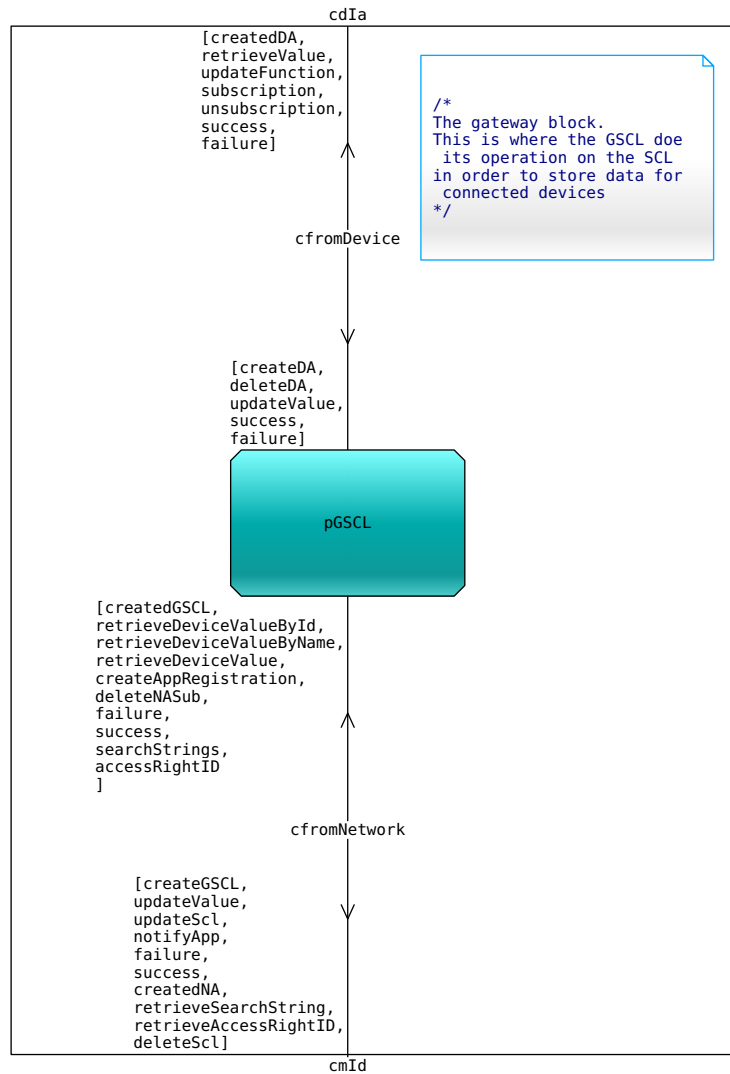 cdIa
[createdDA,
retrieveValue,
updateFunction,
subscription,
unsubscription,
success,
failure]
/*
The gateway block.
This is where the GSCL doe
its operation on the SCL
in order to store data for
connected devices
*/
cfromDevice
[createDA,
deleteDA,
updateValue,
success,
failure]
pGSCL
[createdGSCL,
retrieveDeviceValueById,
retrieveDeviceValueByName,
retrieveDeviceValue,
createAppRegistration,
deleteNASub,
failure,
success,
searchStrings,
accessRightID
]
cfromNetwork
[createGSCL,
updateValue,
updateScl,
notifyApp,
failure,
success,
createdNA,
retrieveSearchString,
retrieveAccessRightID,
deleteScl]
cmId